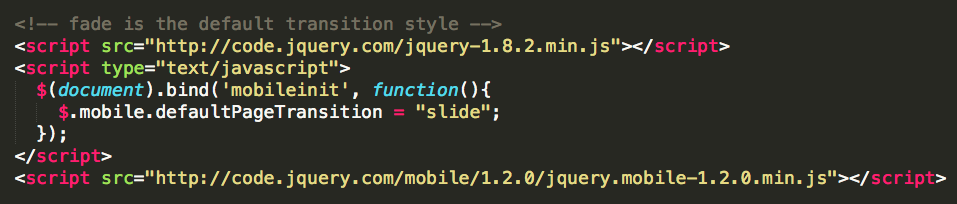 <!-- fade is the default transition style -->
<script src="http://code.jquery.com/jquery-1.8.2.min.js"></script>
<script type="text/javascript">
  $(document).bind('mobileinit', function(){
    $.mobile.defaultPageTransition = "slide";
  });
</script>
<script src="http://code.jquery.com/mobile/1.2.0/jquery.mobile-1.2.0.min.js"></script>